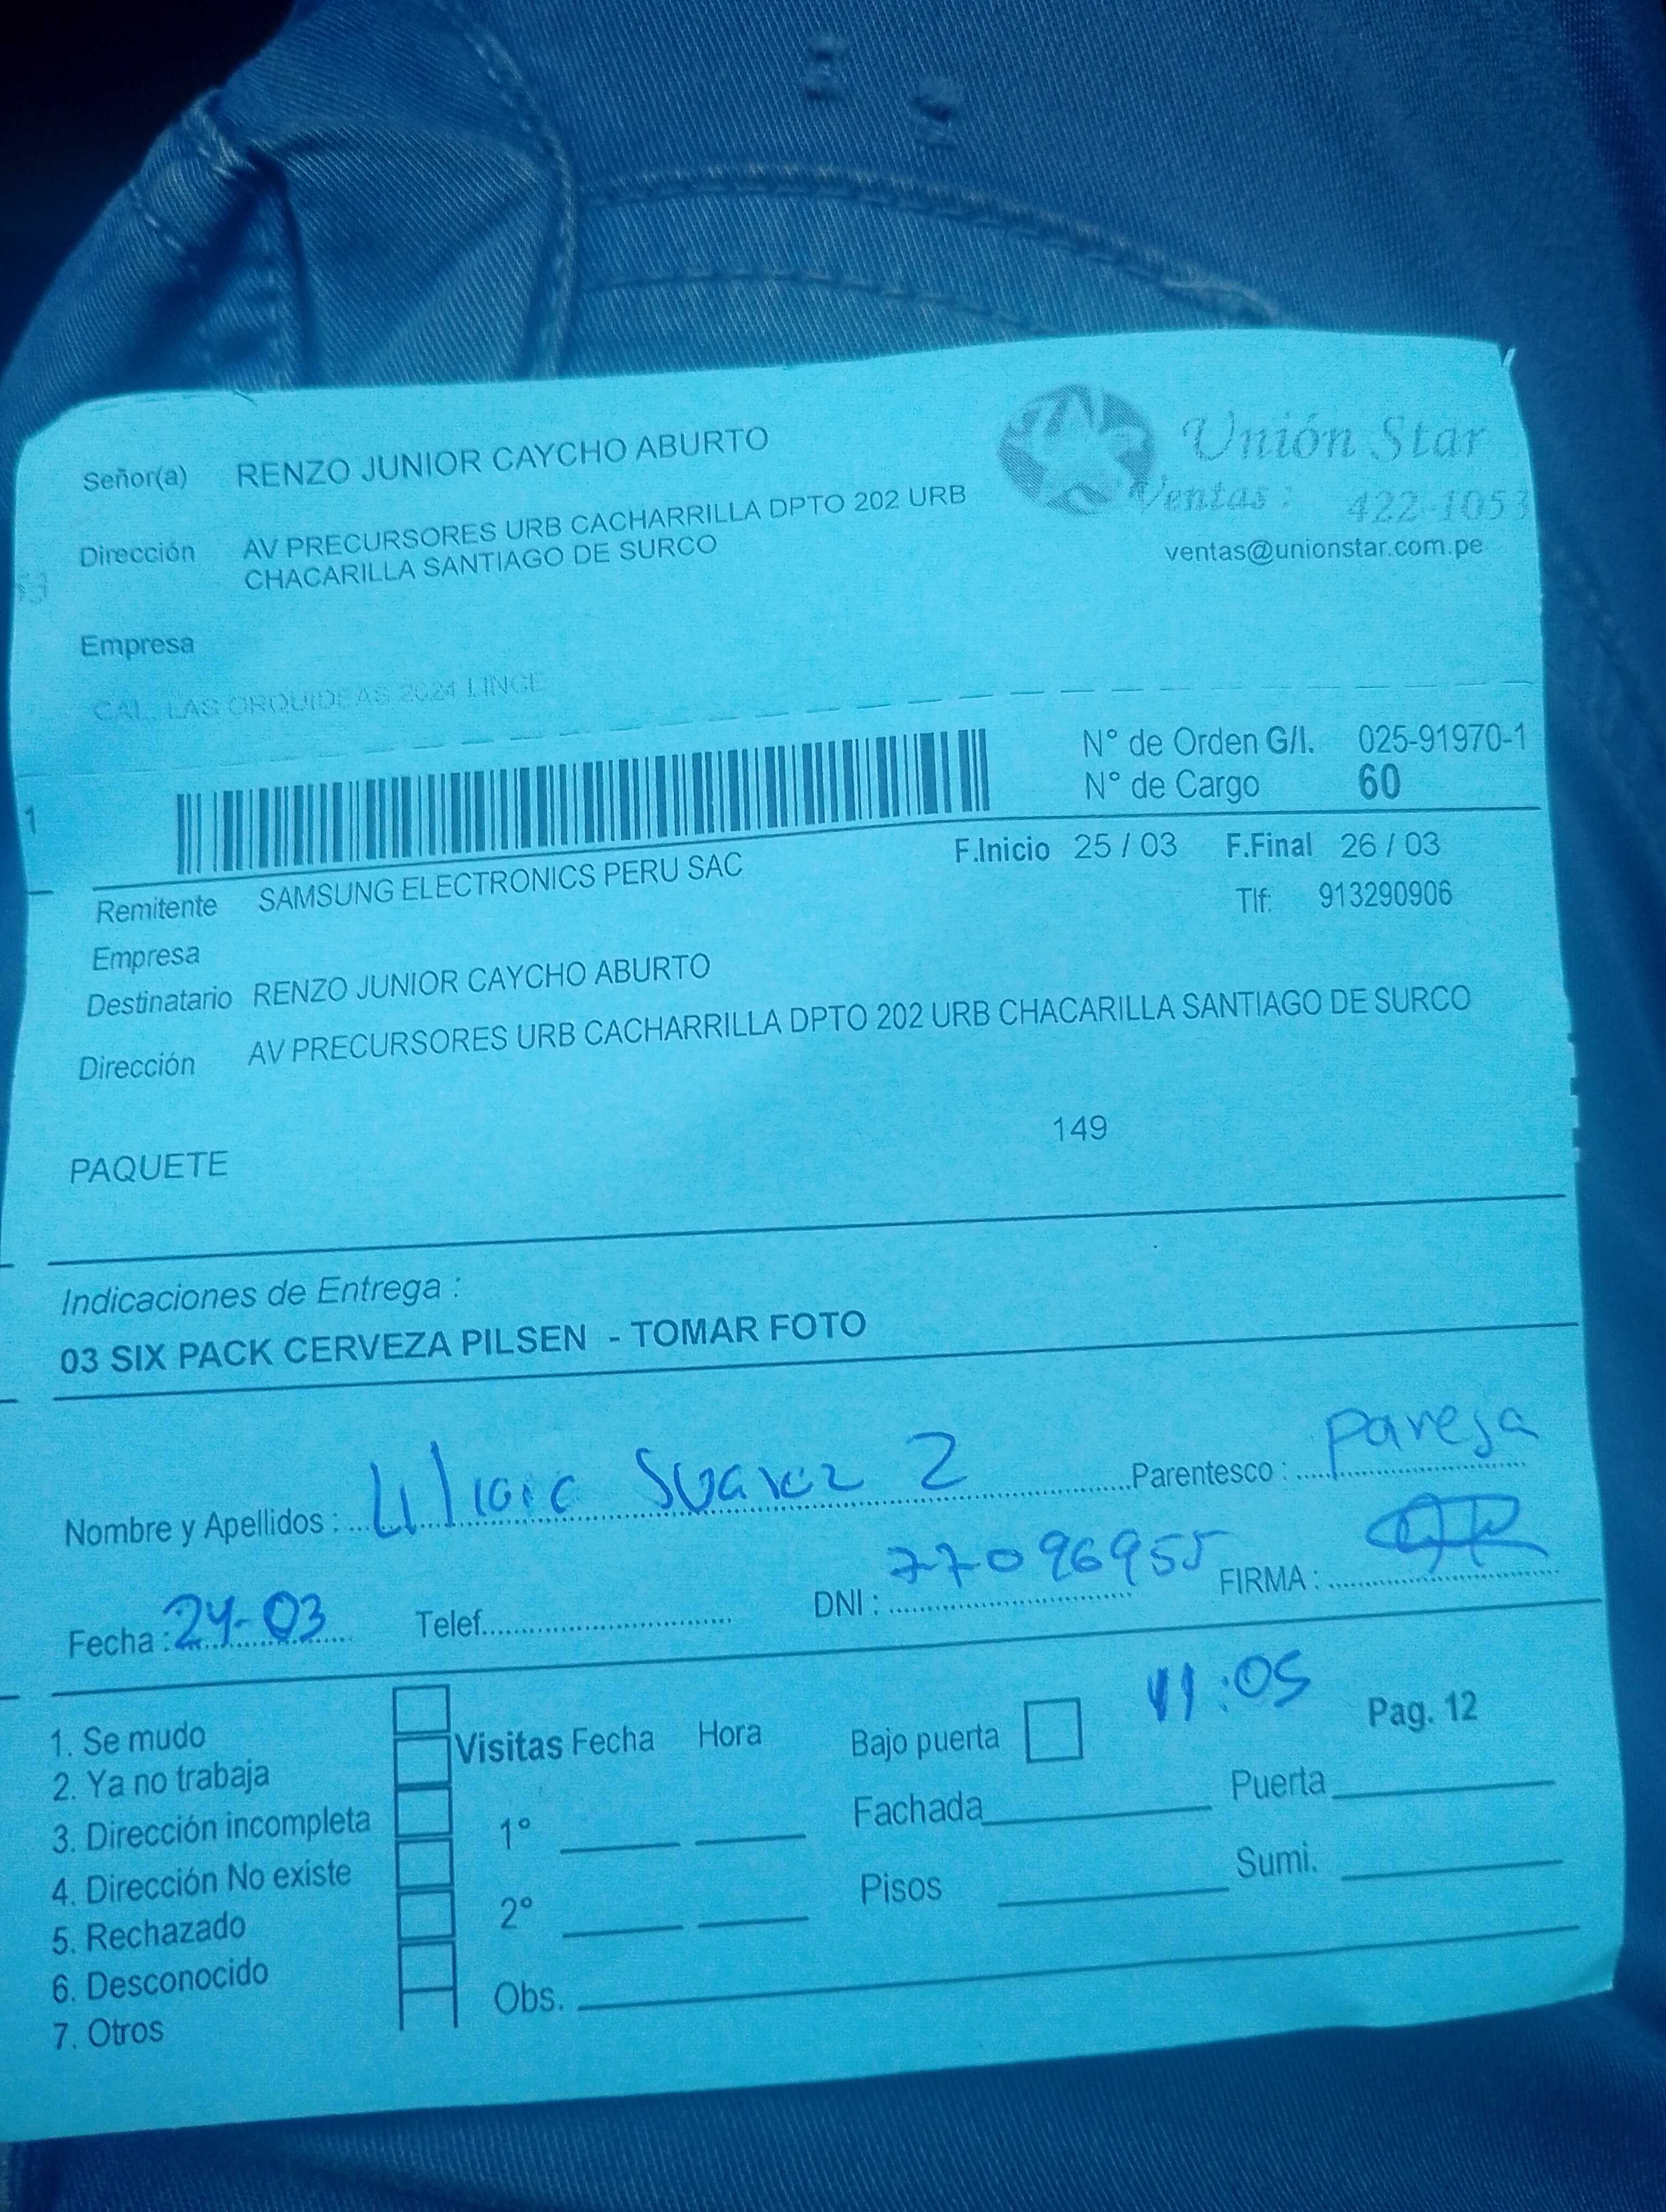 Señor(a) RENZO JUNIOR CAYCHO ABURTO
Unión Star
Ventas: 422-1053
ventas@unionstar.com.pe
Dirección AV PRECURSORES URB CACHARRILLA DPTO 202 URB
CHACARILLA SANTIAGO DE SURCO
Empresa
CAL. LAS ORQUIDEAS 2024 LINCE
N° de Orden G/I. 025-91970-1
N° de Cargo 60
1
F.Inicio 25 / 03 F.Final 26 / 03
Remitente SAMSUNG ELECTRONICS PERU SAC
Tlf: 913290906
Empresa
Destinatario RENZO JUNIOR CAYCHO ABURTO
Dirección AV PRECURSORES URB CACHARRILLA DPTO 202 URB CHACARILLA SANTIAGO DE SURCO
149
PAQUETE
Indicaciones de Entrega :
03 SIX PACK CERVEZA PILSEN - TOMAR FOTO
Nombre y Apellidos : Suarez Z Parentesco : Pareja
Fecha : 24-03 Telef. DNI : 77096955 FIRMA :
11:05
1. Se mudo
2. Ya no trabaja
3. Dirección incompleta
4. Dirección No existe
5. Rechazado
6. Desconocido
7. Otros
Visitas Fecha Hora
1°
2°
Obs.
Bajo puerta Pag. 12
Fachada Puerta
Pisos Sumi.